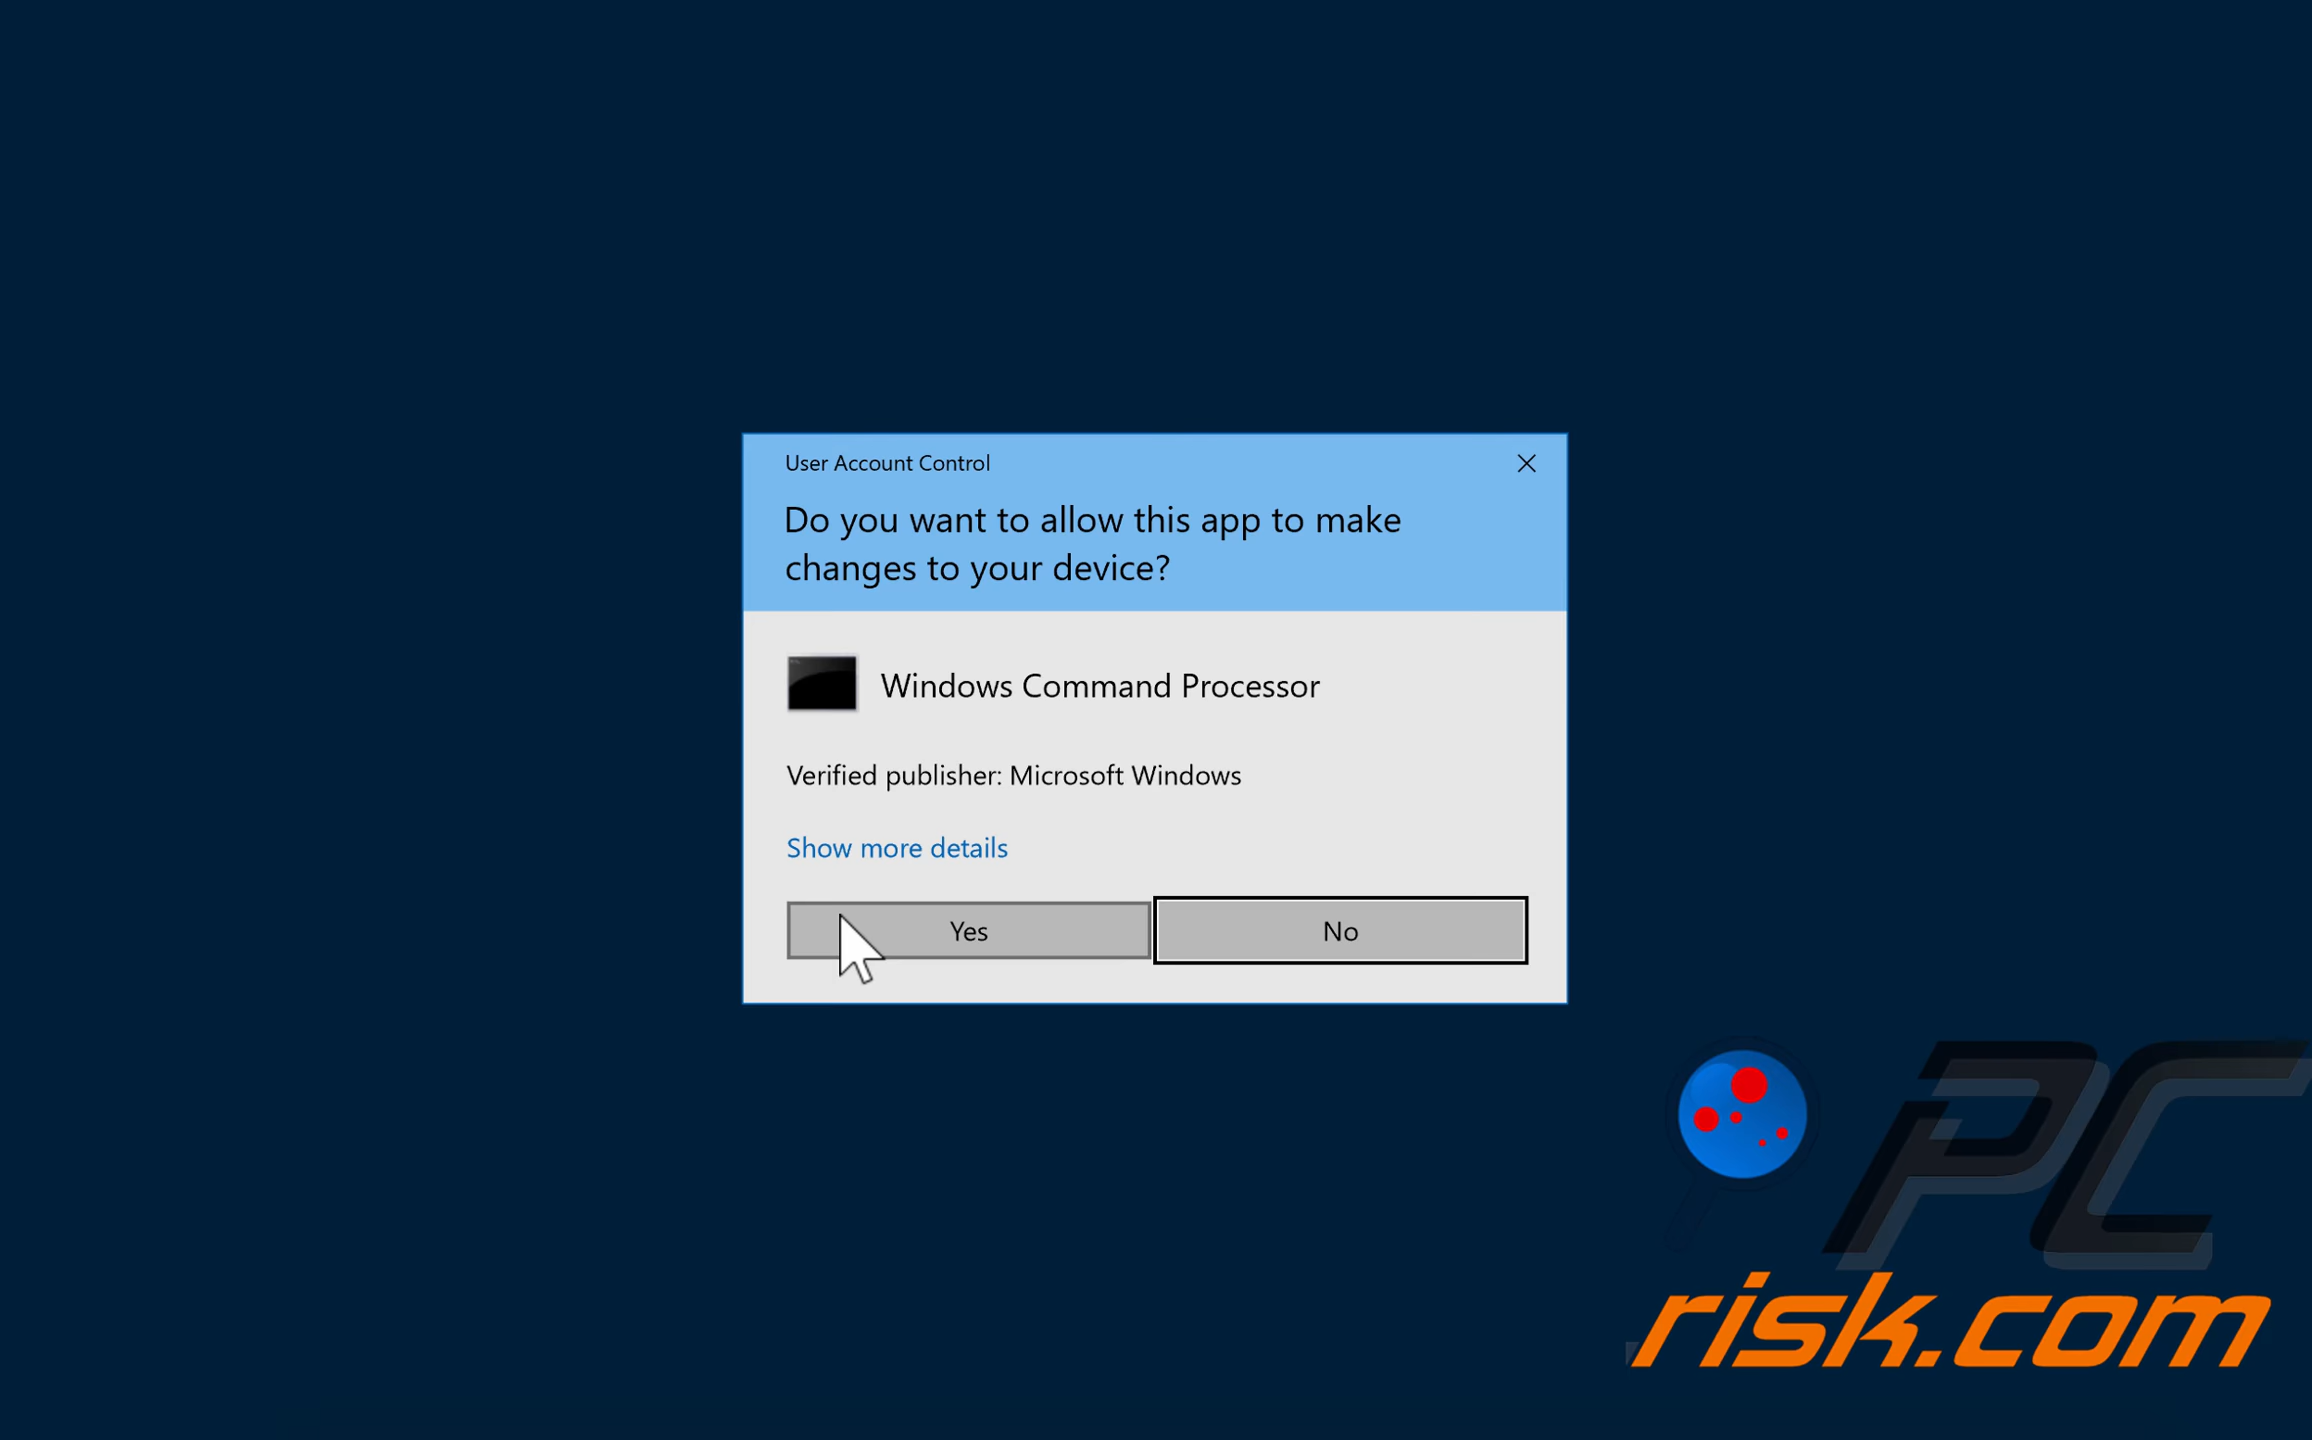 User Account Control
Do you want to allow this app to make
changes to your device?
Windows Command Processor
Verified publisher: Microsoft Windows
Show more details
Yes
No
PC
risk.com